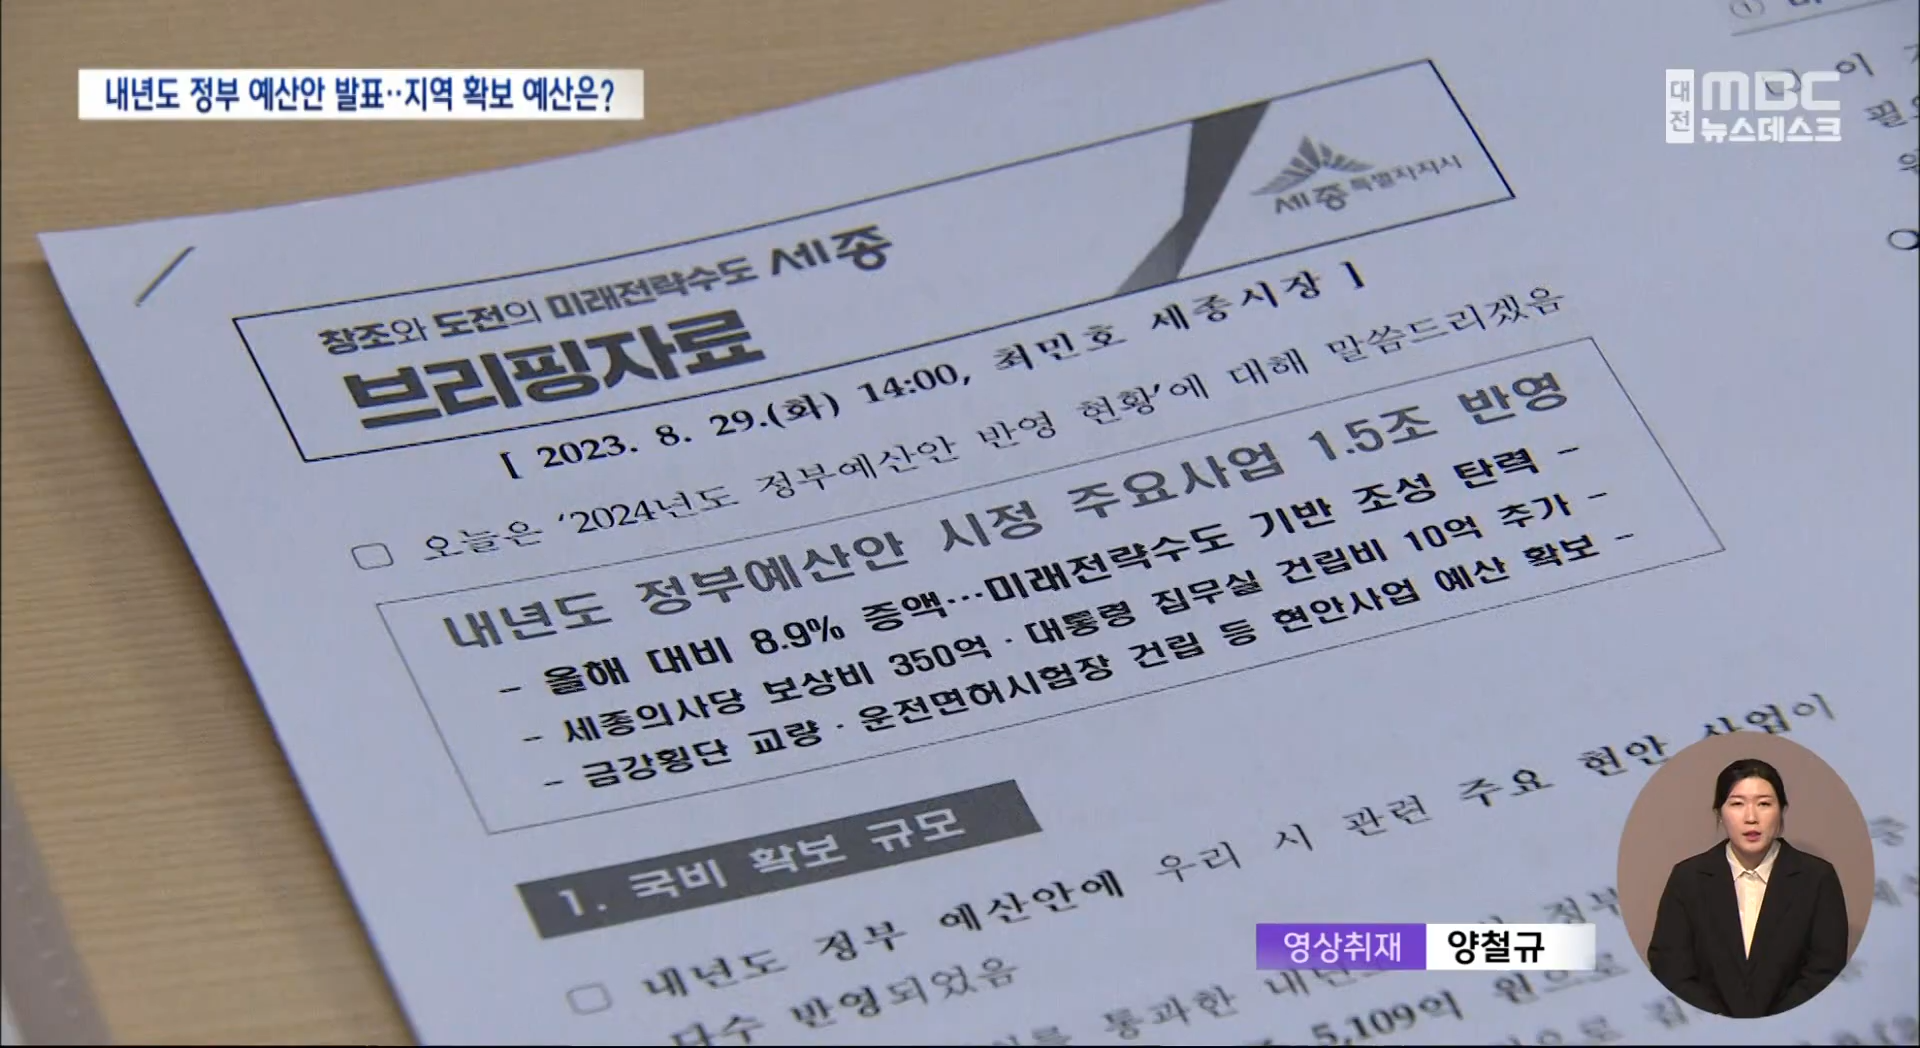 내년도 정부 예산안 발표··지역 확보 예산은?
대전 MBC
뉴스데스크
세종특별자치시
창조와 도전의 미래전략수도 세종
브리핑자료
[ 2023. 8. 29.(화) 14:00, 최민호 세종시장 ]
□ 오늘은 '2024년도 정부예산안 반영 현황'에 대해 말씀드리겠음
내년도 정부예산안 시정 주요사업 1.5조 반영
- 올해 대비 8.9% 증액…미래전략수도 기반 조성 탄력 -
- 세종의사당 보상비 350억·대통령 집무실 건립비 10억 추가 -
- 금강횡단 교량·운전면허시험장 건립 등 현안사업 예산 확보 -
1. 국비 확보 규모
□ 내년도 정부 예산안에 우리 시 관련 주요 현안 사업이
다수 반영되었음
통과한 내년
5,109억 원으로
영상취재 양철규